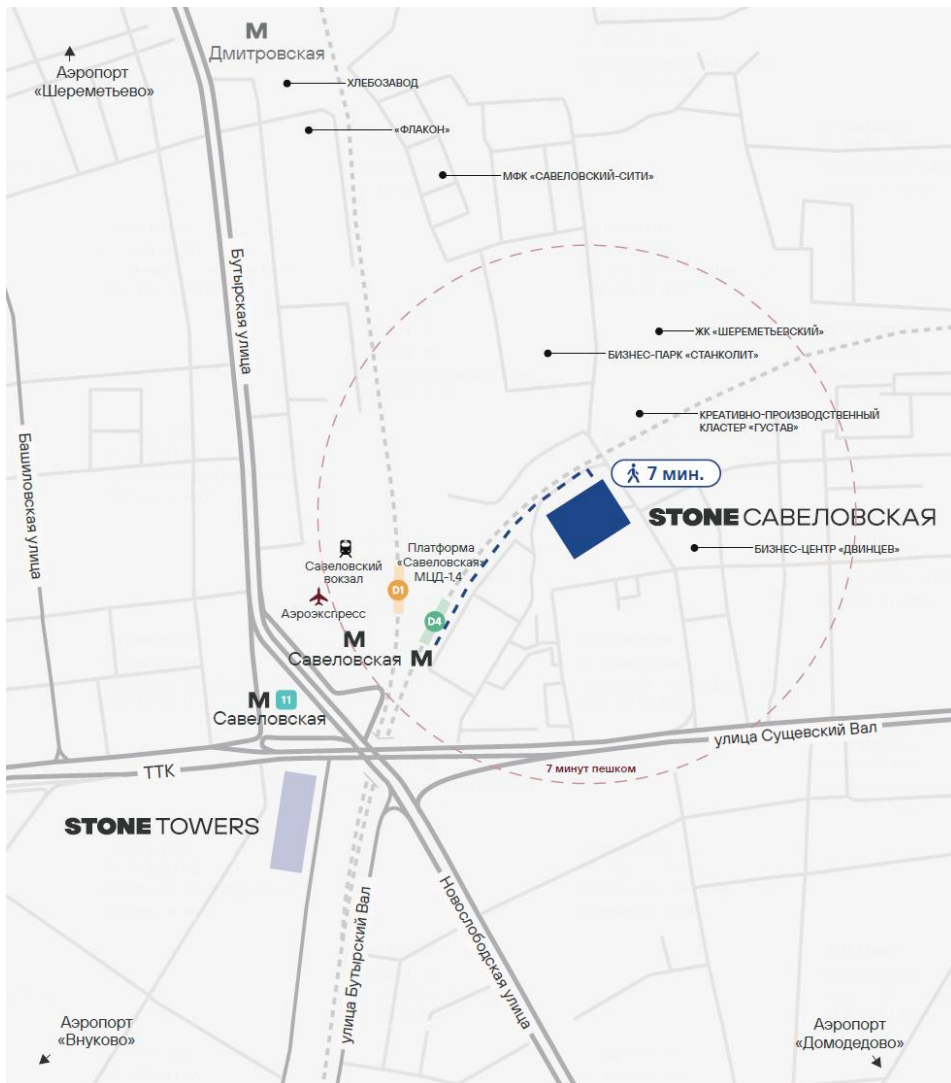 М
Дмитровская
Аэропорт
«Шереметьево»
ХЛЕБОЗАВОД
«ФЛАКОН»
МФК «САВЕЛОВСКИЙ-СИТИ»
Бутырская улица
ЖК «ШЕРЕМЕТЬЕВСКИЙ»
БИЗНЕС-ПАРК «СТАНКОЛИТ»
КРЕАТИВНО-ПРОИЗВОДСТВЕННЫЙ
КЛАСТЕР «ГУСТАВ»
Башиловская улица
7 мин.
STONE САВЕЛОВСКАЯ
БИЗНЕС-ЦЕНТР «ДВИНЦЕВ»
Савеловский
вокзал
Платформа
«Савеловская»
МЦД-1,4
D1
Аэроэкспресс
D4
М
Савеловская М
М 11
Савеловская
улица Сущевский Вал
ТТК
7 минут пешком
STONE TOWERS
улица Бутырский Вал
Новослободская улица
Аэропорт
«Внуково»
Аэропорт
«Домодедово»